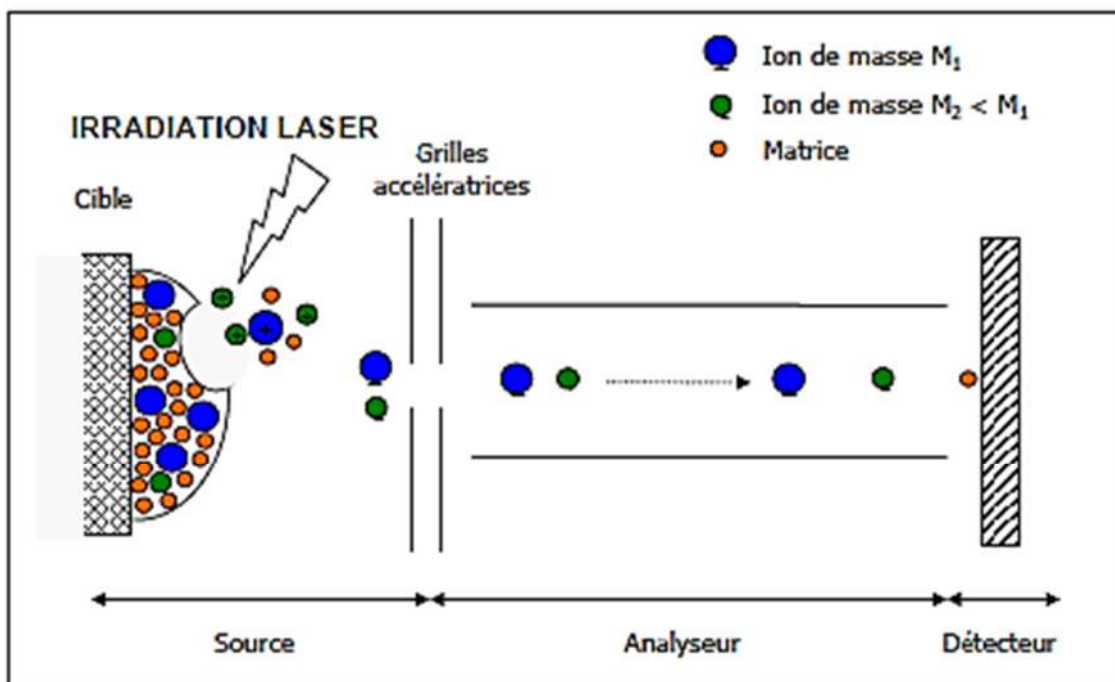 Ion de masse M₁
Ion de masse M₂ < M₁
Matrice
IRRADIATION LASER
Cible
Grilles
accélératrices
Source
Analyseur
Détecteur